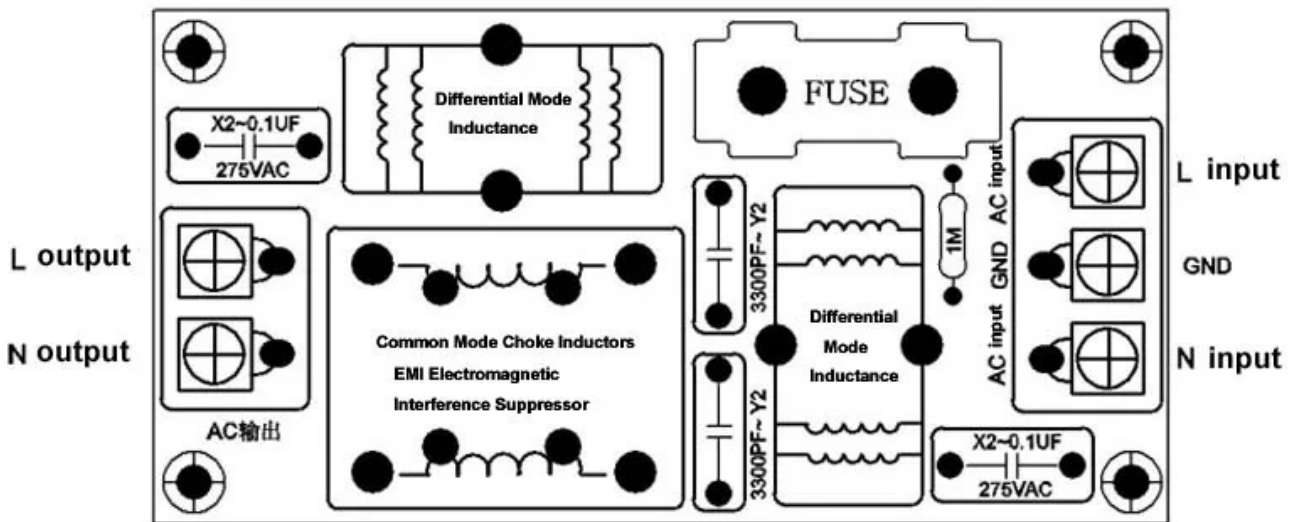 X2~0.1UF
275VAC
Differential Mode
Inductance
FUSE
L output
N output
AC输出
Common Mode Choke Inductors
EMI Electromagnetic
Interference Suppressor
3300PF~ Y2
3300PF~ Y2
Differential
Mode
Inductance
1M
AC input
GND
AC input
L input
GND
N input
X2~0.1UF
275VAC